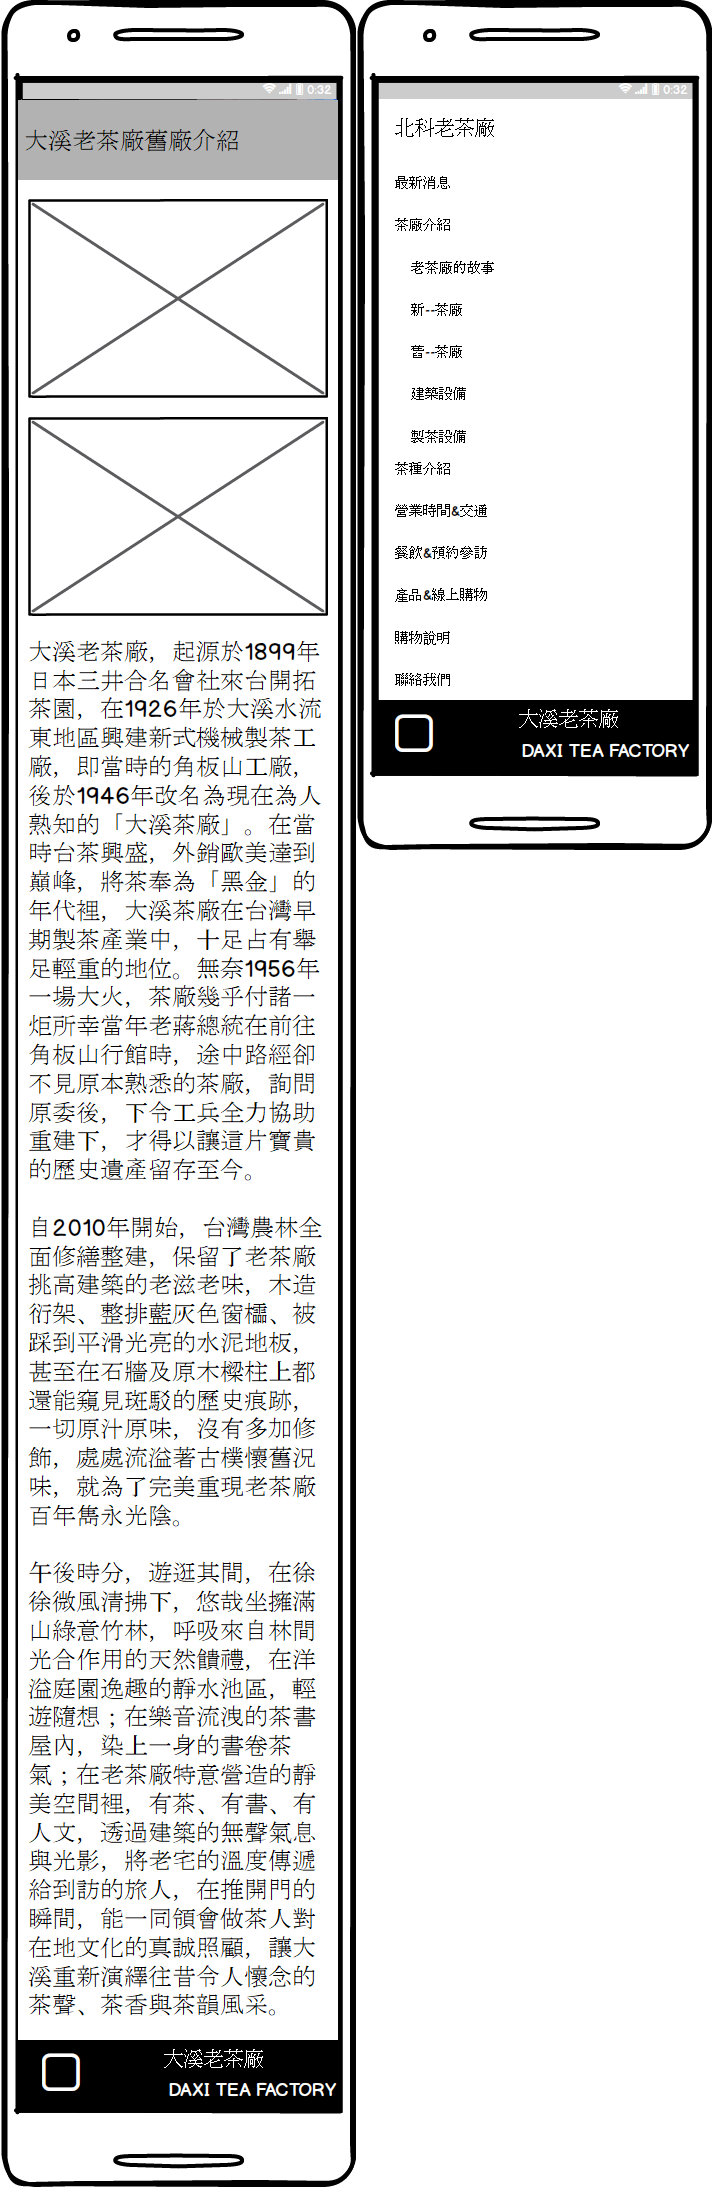 0:32
大溪老茶廠舊廠介紹
大溪老茶廠，起源於1899年
日本三井合名會社來台開拓
茶園，在1926年於大溪水流
東地區興建新式機械製茶工
廠，即當時的角板山工廠，
後於1946年改名為現在為人
熟知的「大溪茶廠」。在當
時台茶興盛，外銷歐美達到
巔峰，將茶奉為「黑金」的
年代裡，大溪茶廠在台灣早
期製茶產業中，十足占有舉
足輕重的地位。無奈1956年
一場大火，茶廠幾乎付諸一
炬所幸當年老蔣總統在前往
角板山行館時，途中路經卻
不見原本熟悉的茶廠，詢問
原委後，下令工兵全力協助
重建下，才得以讓這片寶貴
的歷史遺產留存至今。
自2010年開始，台灣農林全
面修繕整建，保留了老茶廠
挑高建築的老滋老味，木造
衍架、整排藍灰色窗櫺、被
踩到平滑光亮的水泥地板，
甚至在石牆及原木樑柱上都
還能窺見斑駁的歷史痕跡，
一切原汁原味，沒有多加修
飾，處處流溢著古樸懷舊況
味，就為了完美重現老茶廠
百年雋永光陰。
午後時分，遊逛其間，在徐
徐微風清拂下，悠哉坐擁滿
山綠意竹林，呼吸來自林間
光合作用的天然饋禮，在洋
溢庭園逸趣的靜水池區，輕
遊隨想；在樂音流洩的茶書
屋內，染上一身的書卷茶
氣；在老茶廠特意營造的靜
美空間裡，有茶、有書、有
人文，透過建築的無聲氣息
與光影，將老宅的溫度傳遞
給到訪的旅人，在推開門的
瞬間，能一同領會做茶人對
在地文化的真誠照顧，讓大
溪重新演繹往昔令人懷念的
茶聲、茶香與茶韻風采。
大溪老茶廠
DAXI TEA FACTORY
0:32
北科老茶廠
最新消息
茶廠介紹
老茶廠的故事
新--茶廠
舊--茶廠
建築設備
製茶設備
茶種介紹
營業時間&交通
餐飲&預約參訪
產品&線上購物
購物說明
聯絡我們
大溪老茶廠
DAXI TEA FACTORY